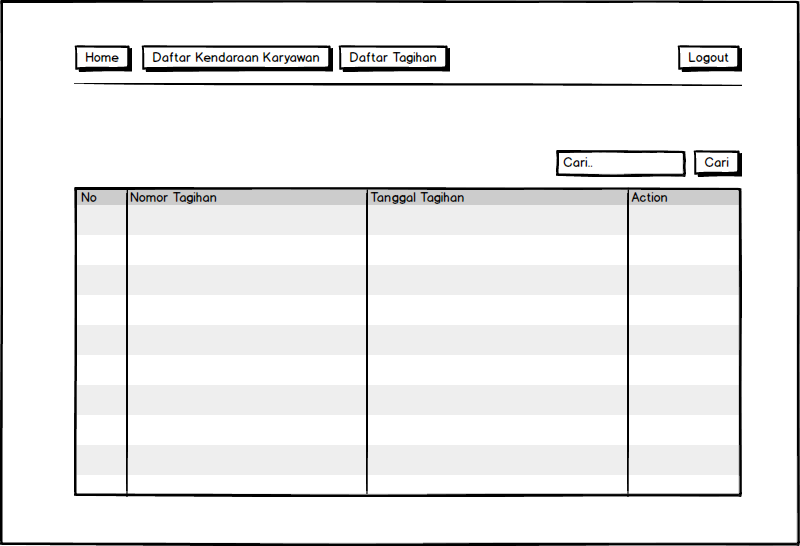 Home Daftar Kendaraan Karyawan Daftar Tagihan Logout
Cari.. Cari
No Nomor Tagihan Tanggal Tagihan Action